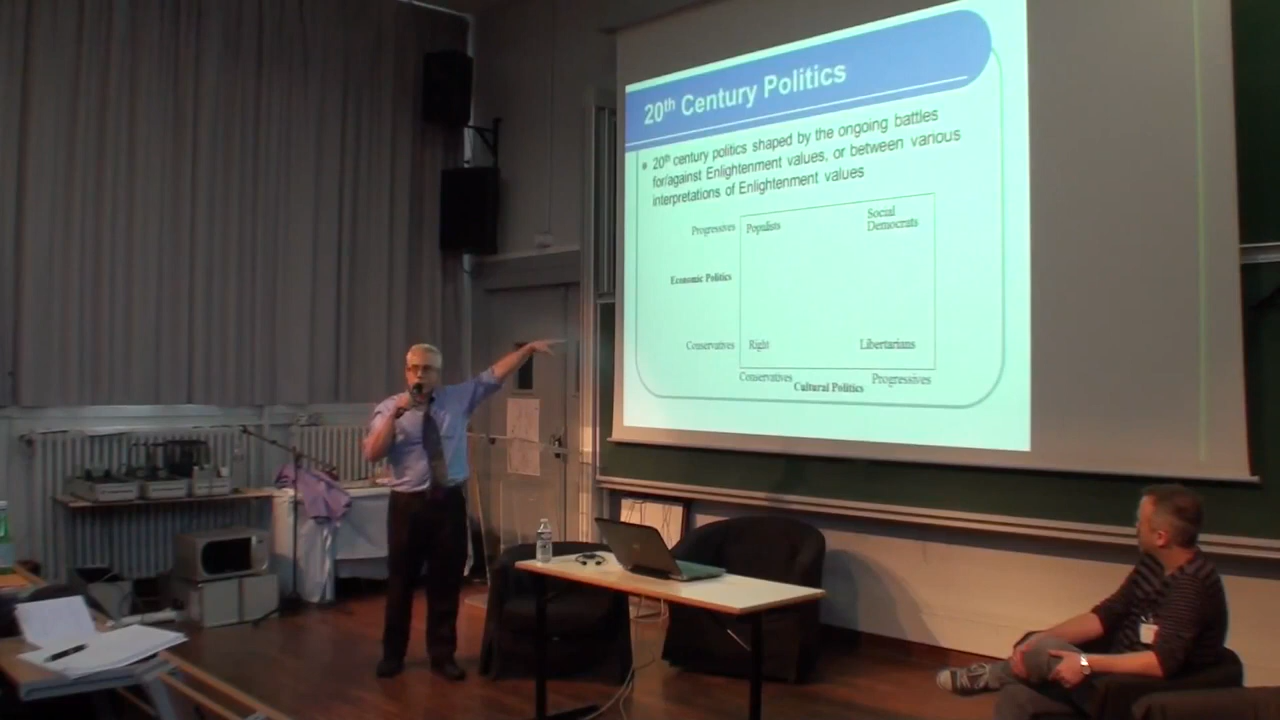 20th Century Politics
20th century politics shaped by the ongoing battles
for/against Enlightenment values, or between various
interpretations of Enlightenment values
Progressives
Populists
Social
Democrats
Economic Politics
Conservatives
Right
Libertarians
Conservatives
Cultural Politics
Progressives